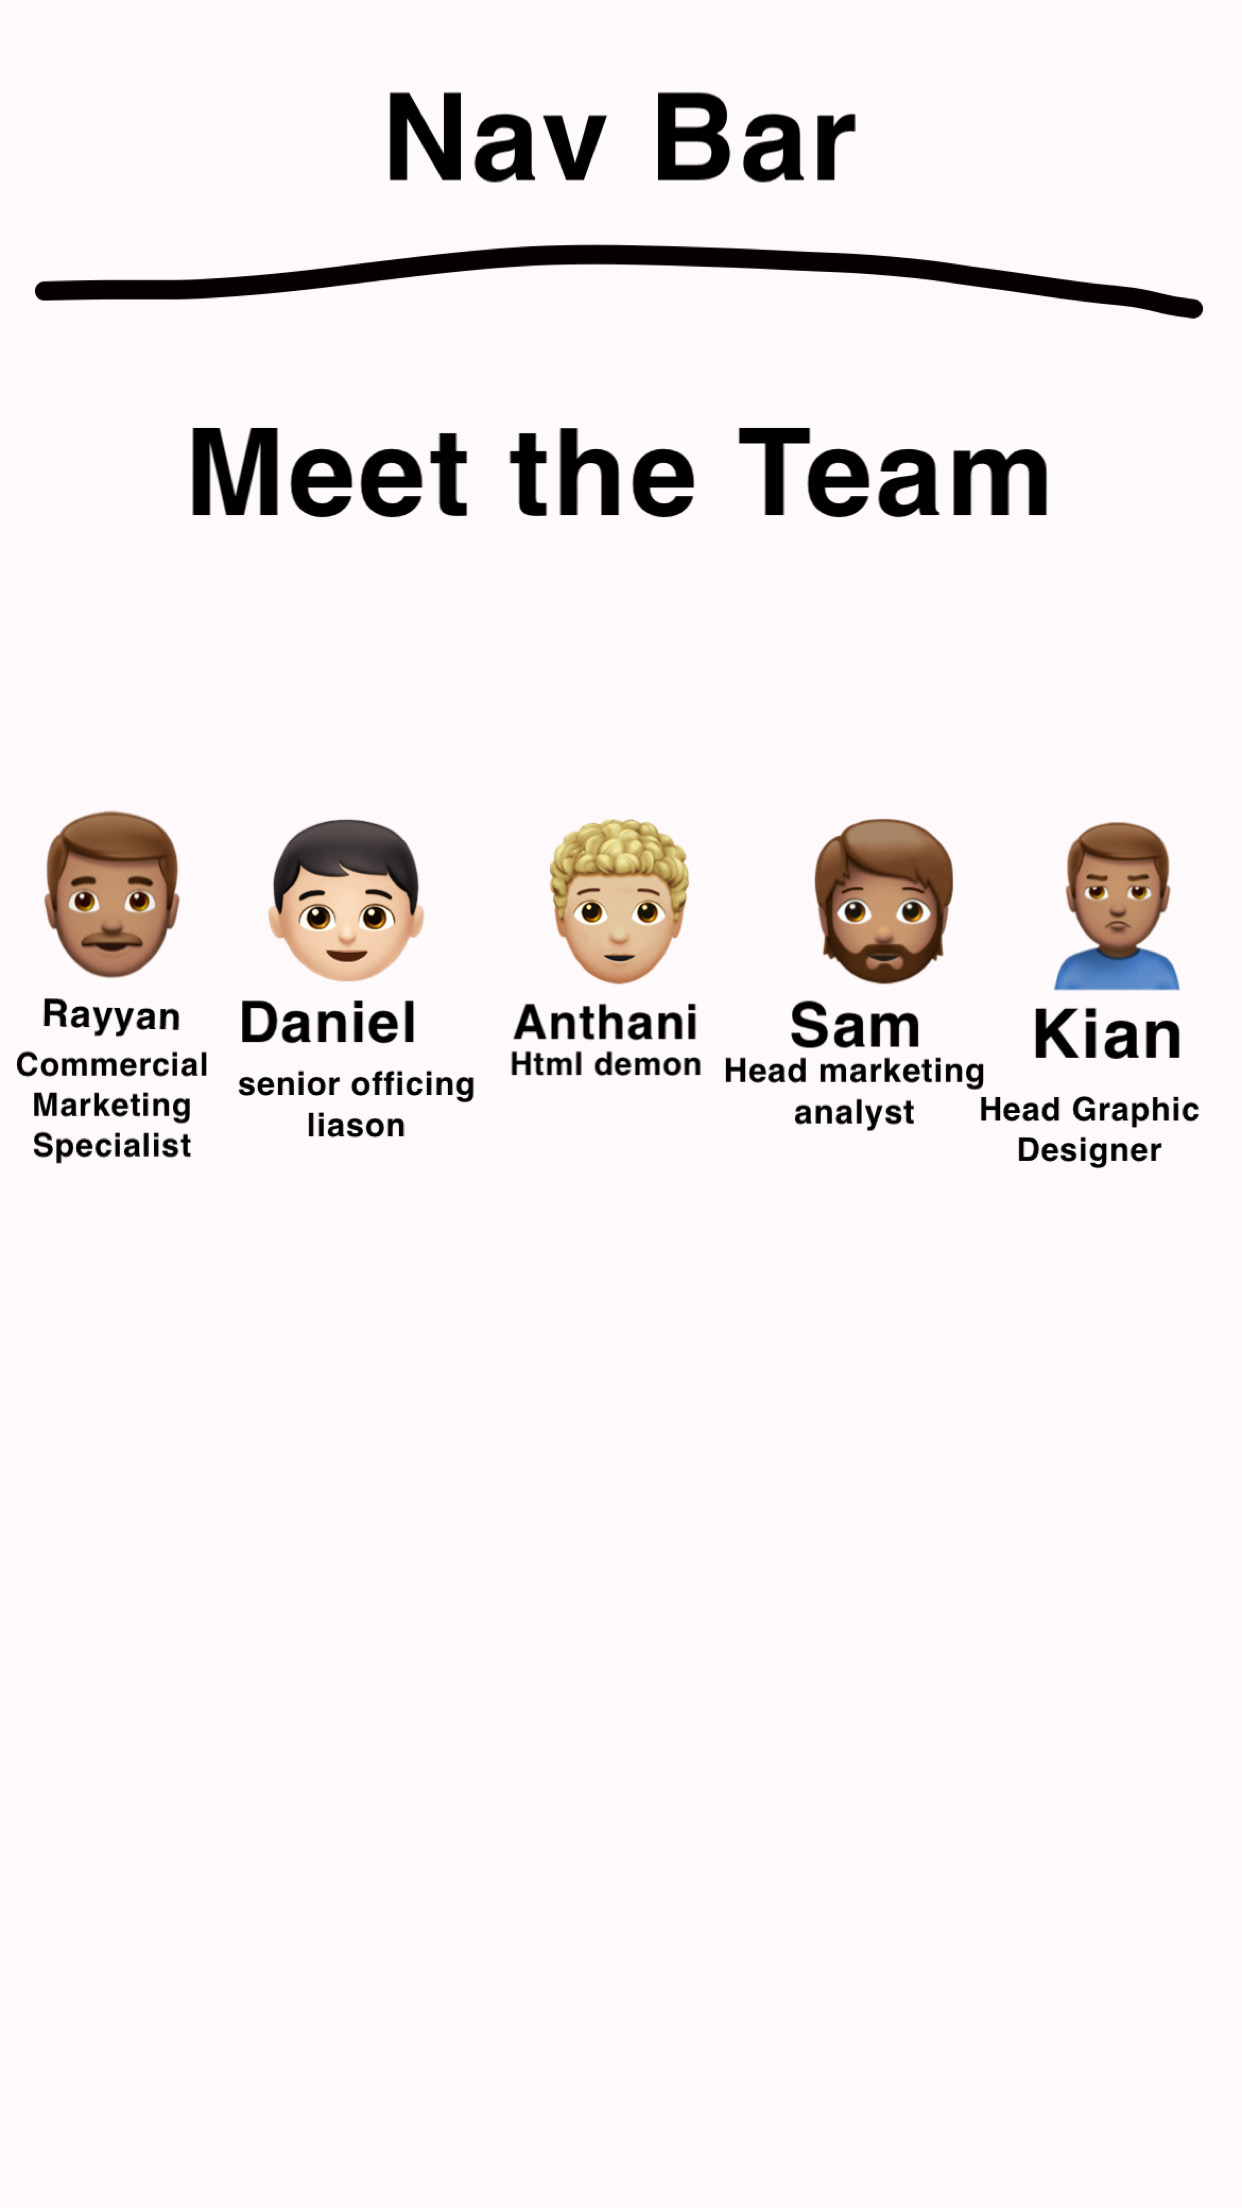 Nav Bar
Meet the Team
Rayyan
Commercial
Marketing
Specialist
Daniel
senior officing
liason
Anthani
Html demon
Sam
Head marketing
analyst
Kian
Head Graphic
Designer